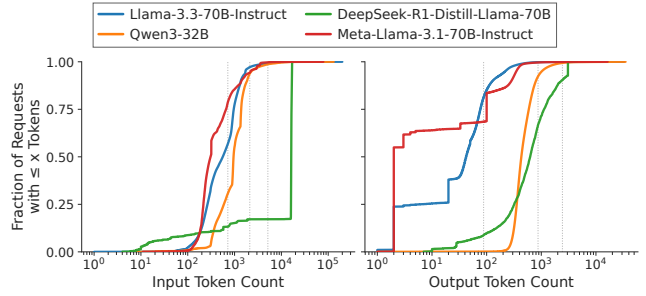 Llama-3.3-70B-Instruct
DeepSeek-R1-Distill-Llama-70B
Qwen3-32B
Meta-Llama-3.1-70B-Instruct
Fraction of Requests
with ≤ x Tokens
1.00
0.75
0.50
0.25
0.00
10⁰ 10¹ 10² 10³ 10⁴ 10⁵
Input Token Count
10⁰ 10² 10³ 10⁴
Output Token Count